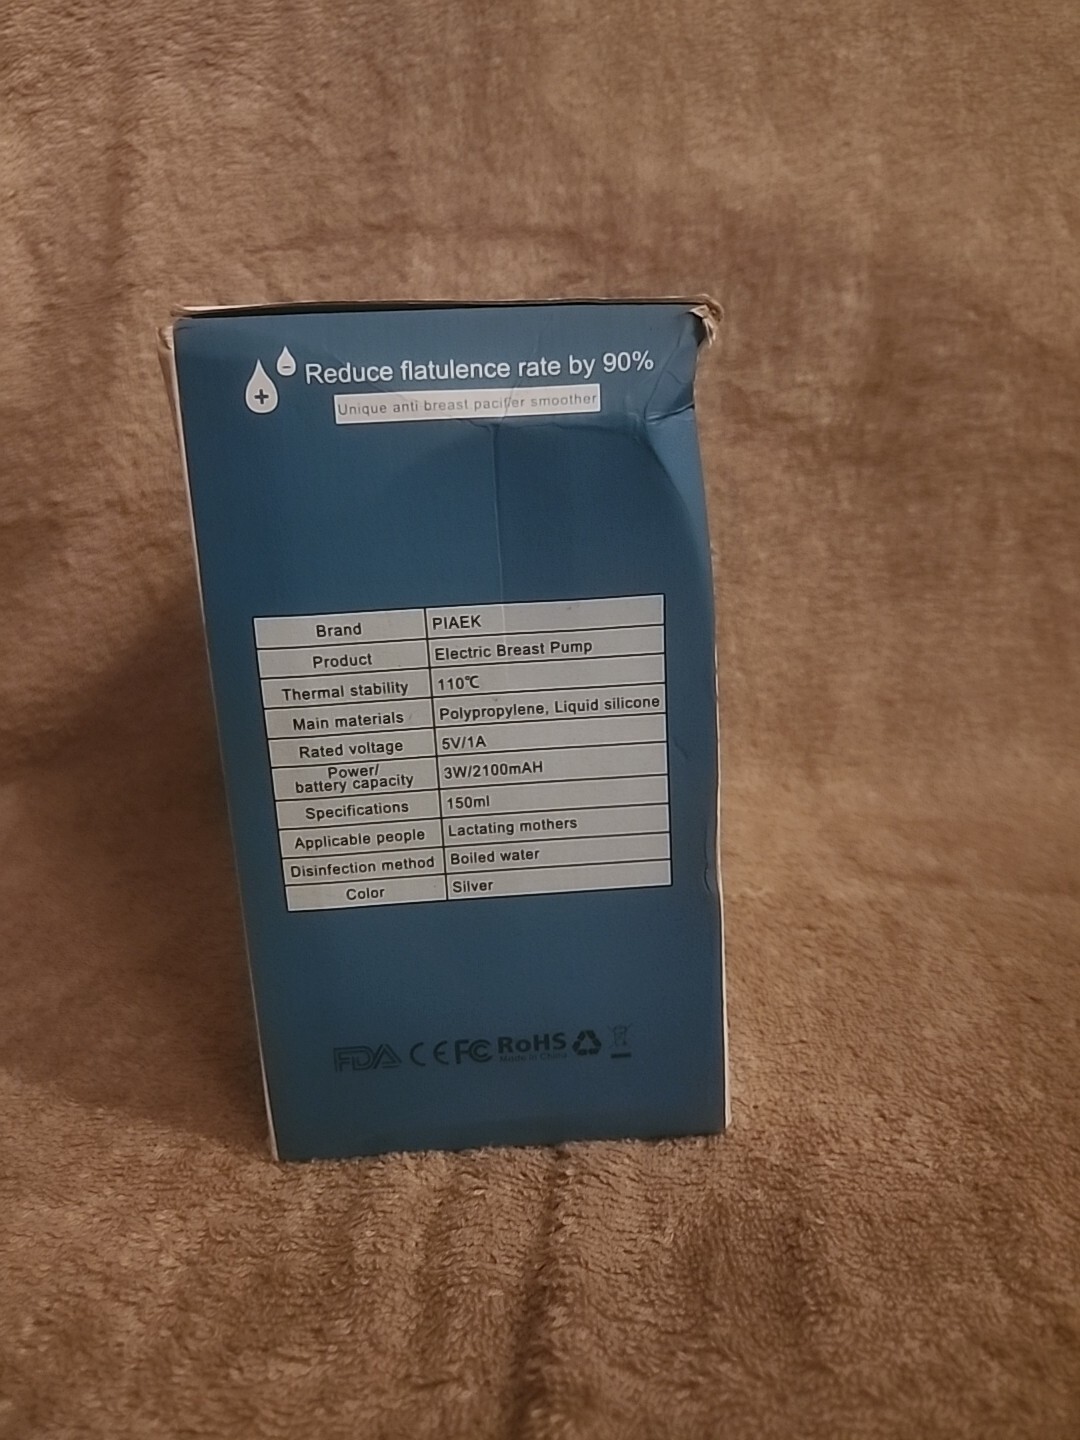 Reduce flatulence rate by 90%
Unique anti breast pacifier smoother
Brand PIAEK
Product Electric Breast Pump
Thermal stability 110℃
Main materials Polypropylene, Liquid silicone
Rated voltage 5V/1A
Power/
battery capacity 3W/2100mAH
Specifications 150ml
Applicable people Lactating mothers
Disinfection method Boiled water
Color Silver
FDA CE FC RoHS
Made in China